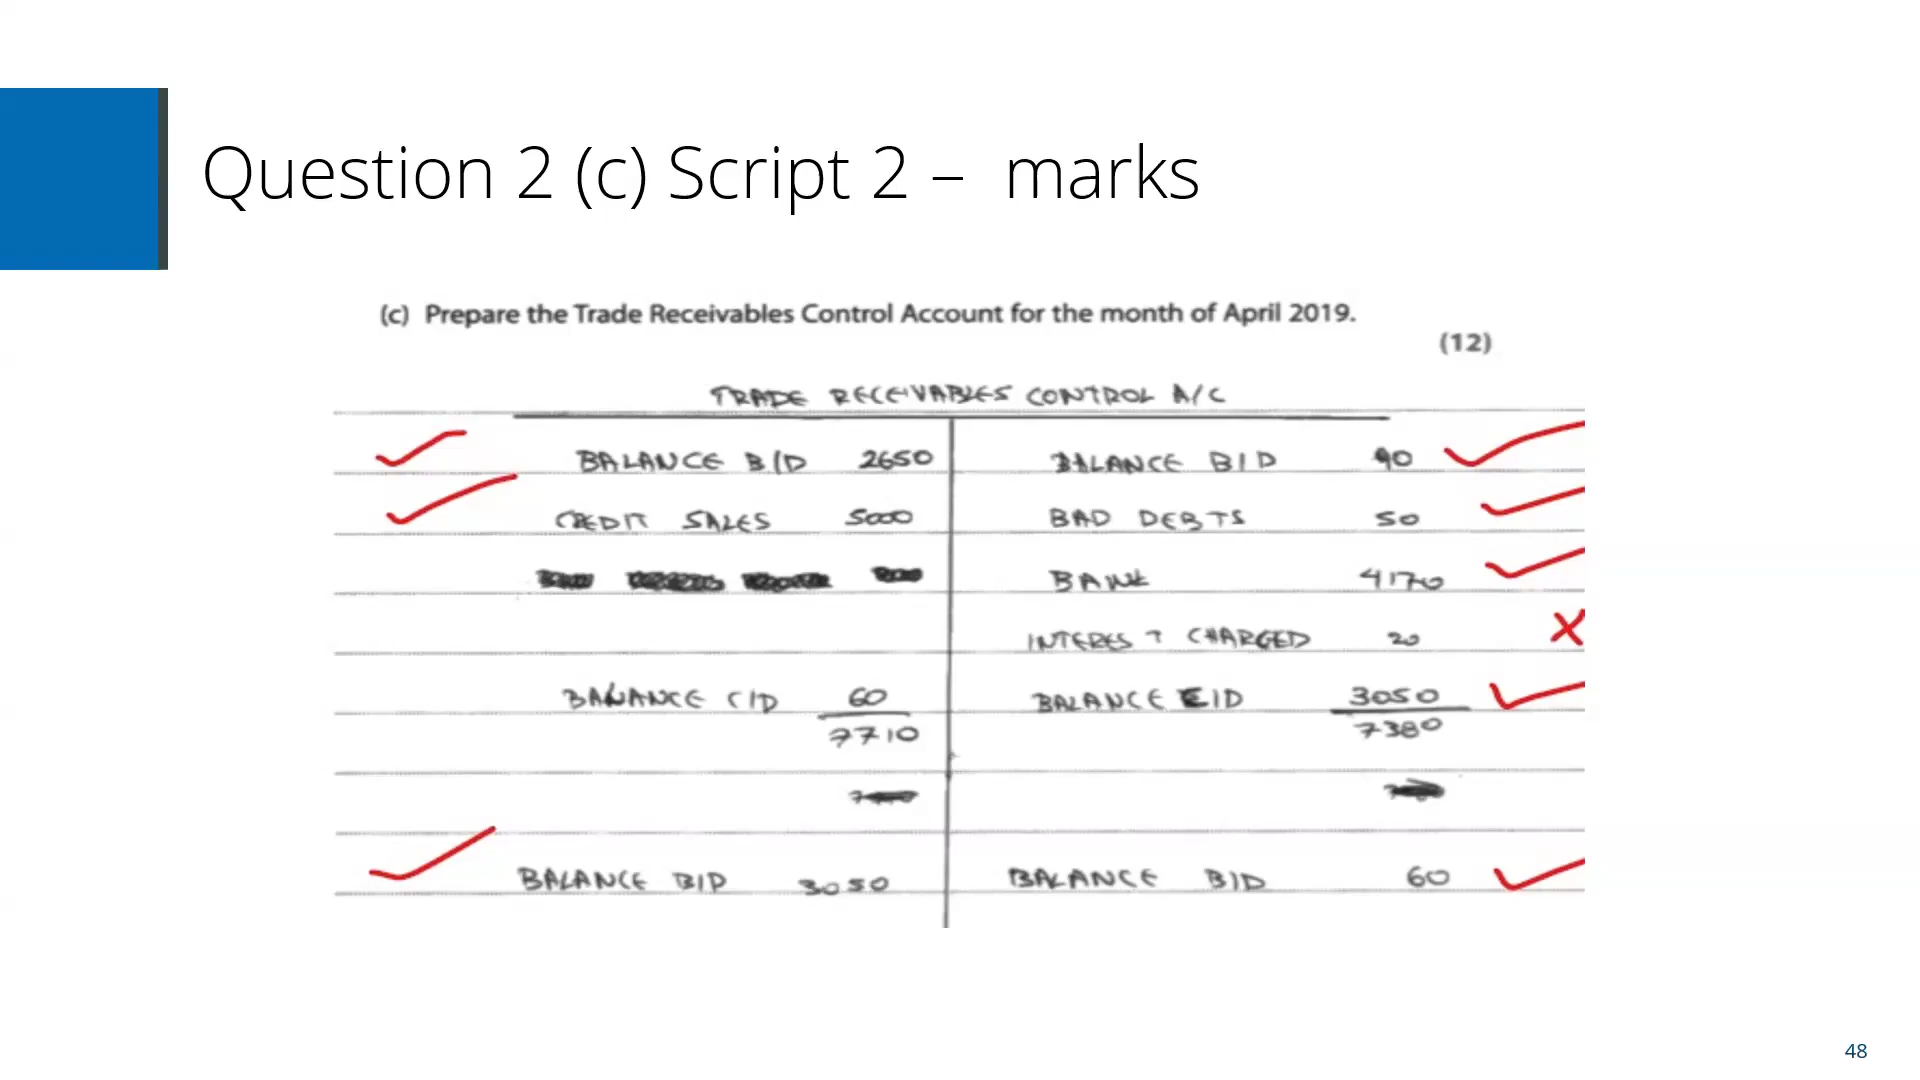 Question 2 (c) Script 2 – marks
(c) Prepare the Trade Receivables Control Account for the month of April 2019.
(12)
TRADE RECEIVABLES CONTROL A/C
BALANCE B/D 2650 BALANCE B/D 90
CREDIT SALES 5000 BAD DEBTS 50
BANK 4170
INTEREST CHARGED 20
BALANCE C/D 60 BALANCE C/D 3050
7710 7380
BALANCE B/D 3050 BALANCE B/D 60
48